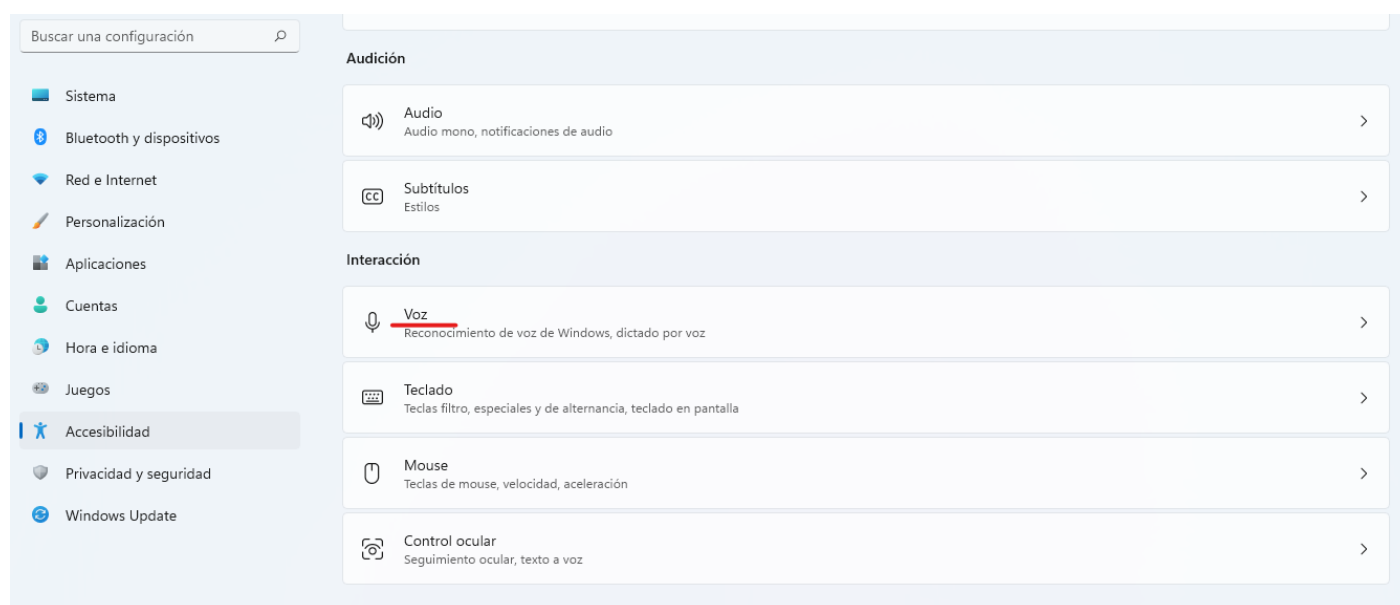 Buscar una configuración
Sistema
Bluetooth y dispositivos
Red e Internet
Personalización
Aplicaciones
Cuentas
Hora e idioma
Juegos
Accesibilidad
Privacidad y seguridad
Windows Update
Audición
Audio
Audio mono, notificaciones de audio
CC
Subtítulos
Estilos
Interacción
Voz
Reconocimiento de voz de Windows, dictado por voz
Teclado
Teclas filtro, especiales y de alternancia, teclado en pantalla
Mouse
Teclas de mouse, velocidad, aceleración
Control ocular
Seguimiento ocular, texto a voz